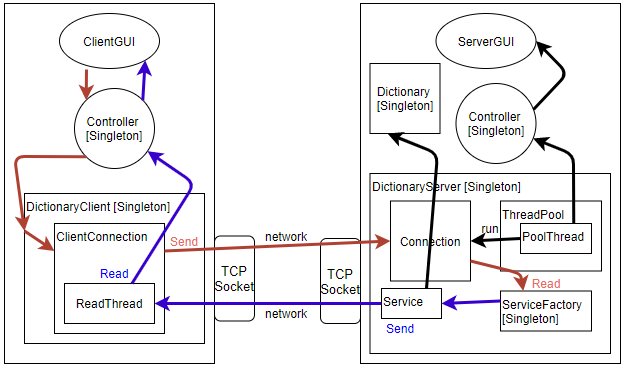 ClientGUI
Controller
[Singleton]
DictionaryClient [Singleton]
ClientConnection
Send
Read
ReadThread
network
TCP
Socket
TCP
Socket
network
ServerGUI
Dictionary
[Singleton]
Controller
[Singleton]
DictionaryServer [Singleton]
ThreadPool
PoolThread
run
Connection
Read
Service
Send
ServiceFactory
[Singleton]